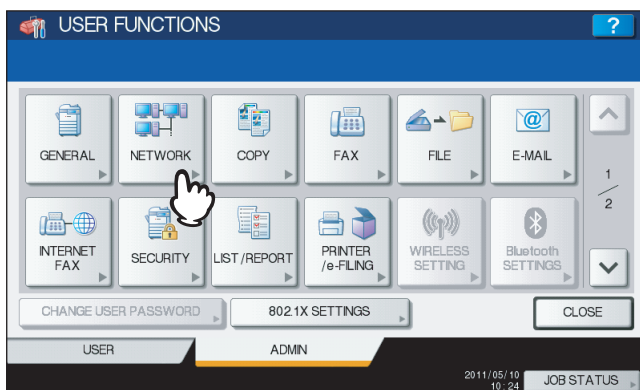 USER FUNCTIONS
?
GENERAL
NETWORK
COPY
FAX
FILE
E-MAIL
1
2
INTERNET
FAX
SECURITY
LIST/REPORT
PRINTER
/e-FILING
WIRELESS
SETTING
Bluetooth
SETTINGS
CHANGE USER PASSWORD
802.1X SETTINGS
CLOSE
USER
ADMIN
2011/05/10
10:24
JOB STATUS